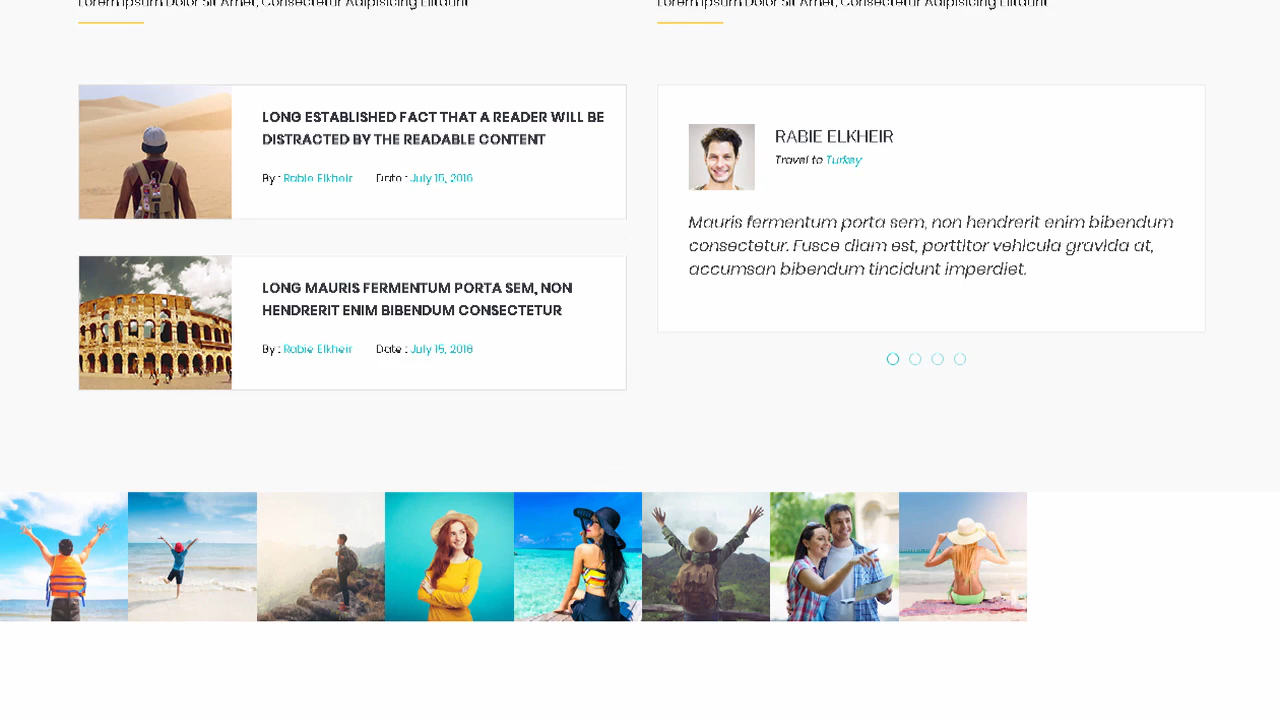 Lorem Ipsum Dolor Sit Amet, Consectetur Adipisicing Elitdunt
Lorem Ipsum Dolor Sit Amet, Consectetur Adipisicing Elitdunt
LONG ESTABLISHED FACT THAT A READER WILL BE
DISTRACTED BY THE READABLE CONTENT
By : Rabie Elkheir Date : July 15, 2016
LONG MAURIS FERMENTUM PORTA SEM, NON
HENDRERIT ENIM BIBENDUM CONSECTETUR
By : Rabie Elkheir Date : July 15, 2016
RABIE ELKHEIR
Travel to Turkey
Mauris fermentum porta sem, non hendrerit enim bibendum
consectetur. Fusce diam est, porttitor vehicula gravida at,
accumsan bibendum tincidunt imperdiet.